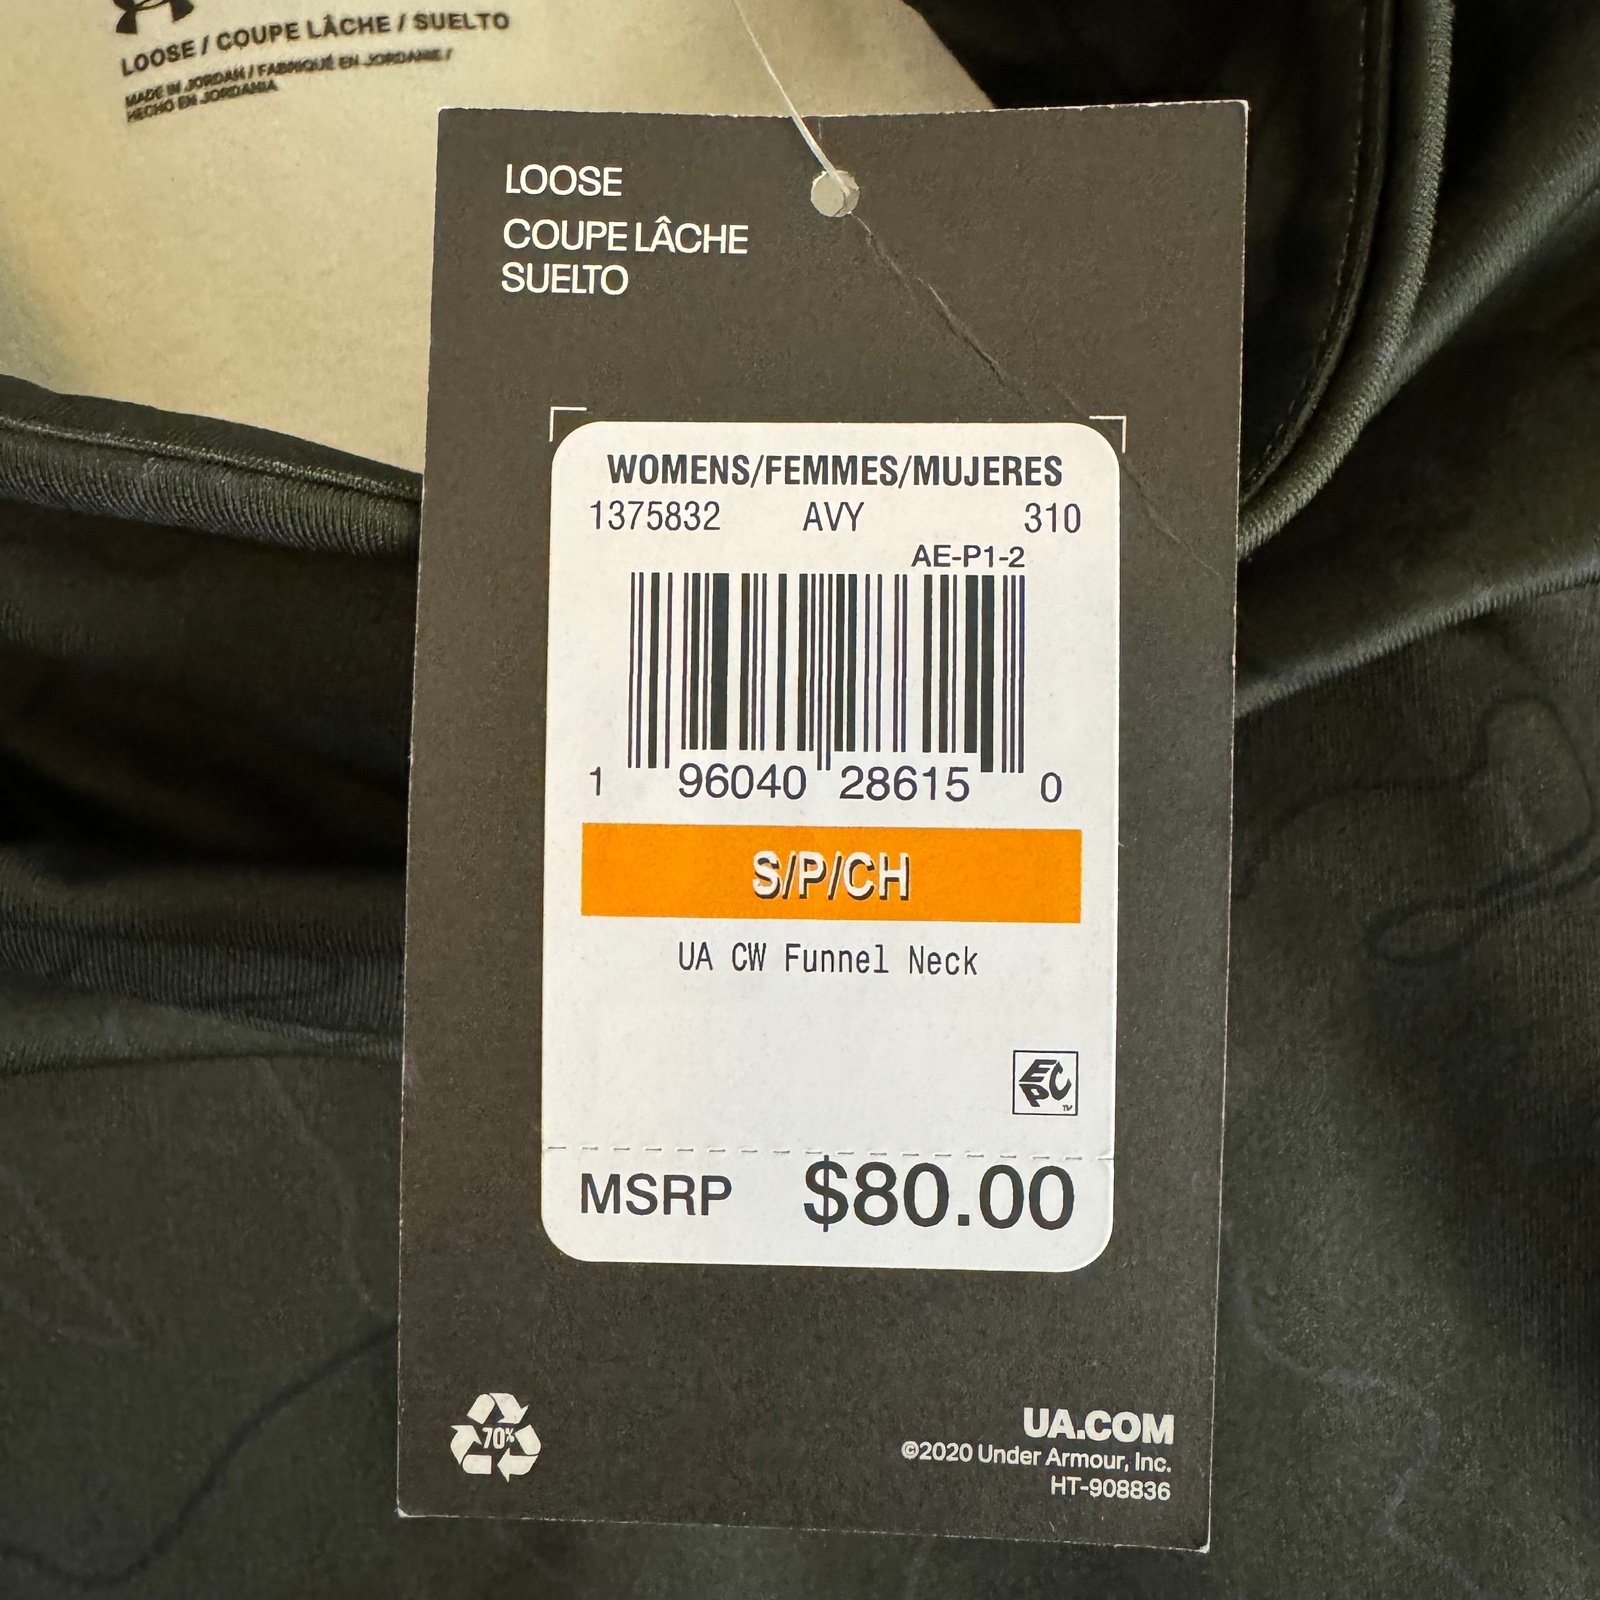 LOOSE / COUPE LÂCHE / SUELTO
MADE IN JORDAN / FABRIQUÉ EN JORDANIE /
HECHO EN JORDANIA
LOOSE
COUPE LÂCHE
SUELTO
WOMENS/FEMMES/MUJERES
1375832 AVY 310
AE-P1-2
1 96040 28615 0
S/P/CH
UA CW Funnel Neck
EPC TM
MSRP $80.00
70%
UA.COM
©2020 Under Armour, Inc.
HT-908836